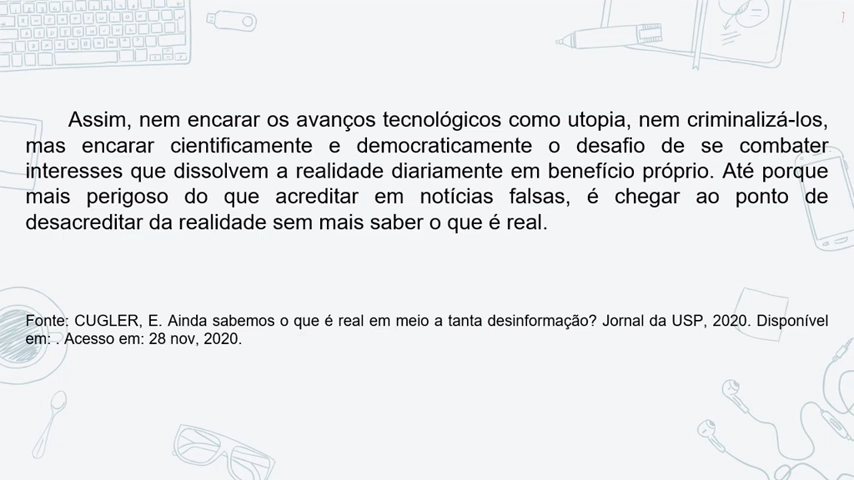 7
Assim, nem encarar os avanços tecnológicos como utopia, nem criminalizá-los,
mas encarar cientificamente e democraticamente o desafio de se combater
interesses que dissolvem a realidade diariamente em benefício próprio. Até porque
mais perigoso do que acreditar em notícias falsas, é chegar ao ponto de
desacreditar da realidade sem mais saber o que é real.
Fonte: CUGLER, E. Ainda sabemos o que é real em meio a tanta desinformação? Jornal da USP, 2020. Disponível
em: . Acesso em: 28 nov, 2020.